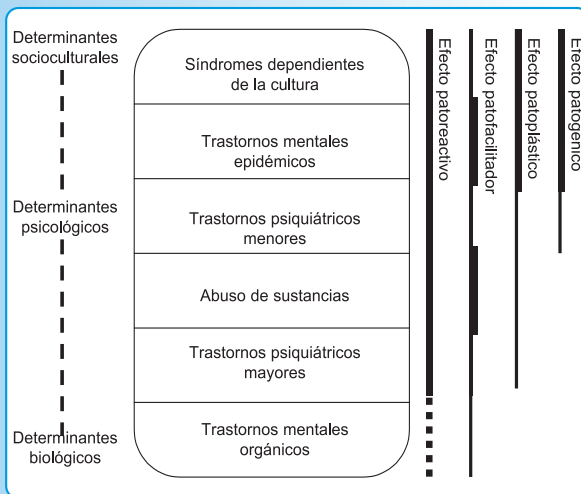 Determinantes
socioculturales
Determinantes
psicológicos
Determinantes
biológicos
Síndromes dependientes
de la cultura
Trastornos mentales
epidémicos
Trastornos psiquiátricos
menores
Abuso de sustancias
Trastornos psiquiátricos
mayores
Trastornos mentales
orgánicos
Efecto patoreactivo
Efecto patofacilitador
Efecto patoplástico
Efecto patogenico